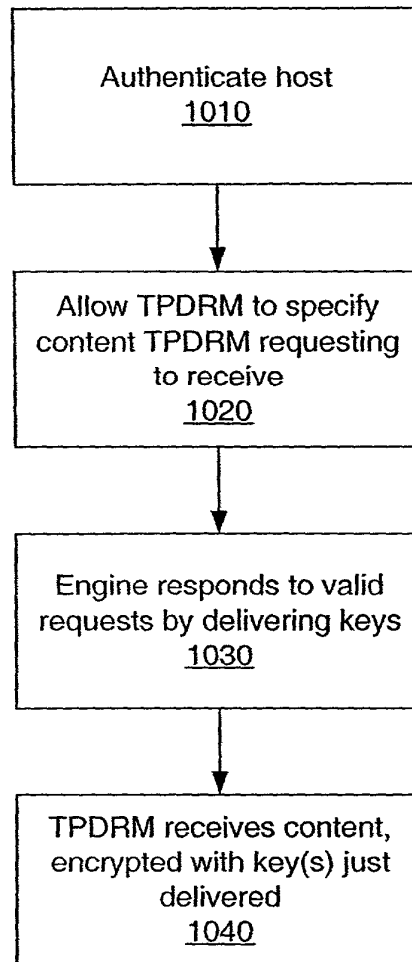 Authenticate host
1010
Allow TPDRM to specify
content TPDRM requesting
to receive
1020
Engine responds to valid
requests by delivering keys
1030
TPDRM receives content,
encrypted with key(s) just
delivered
1040